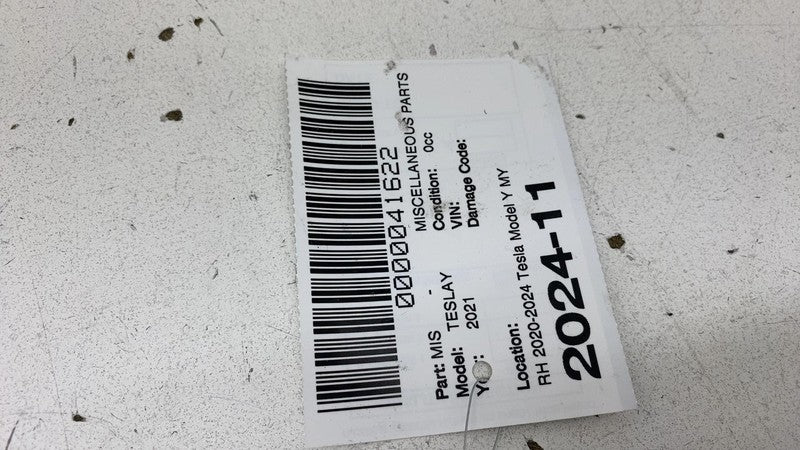 0000041622
Part: MIS - MISCELLANEOUS PARTS
Model: TESLAY Condition: 0cc
2021 VIN:
Damage Code:
Location:
RH 2020-2024 Tesla Model Y MY
2024-11